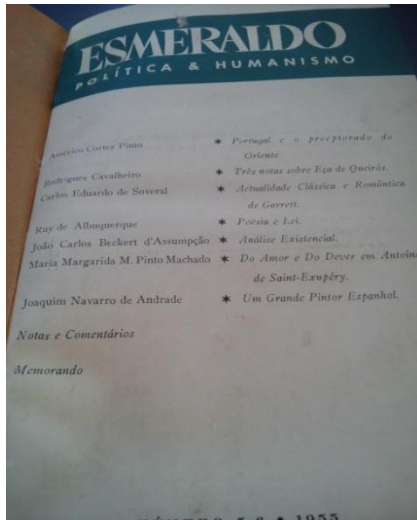 ESMERALDO
POLÍTICA & HUMANISMO
Américo Cortez Pinto * Portugal e o preceptorado do
Oriente
Rodrigues Cavalheiro * Três notas sobre Eça de Queirós.
Carlos Eduardo de Soveral * Actualidade Clássica e Romântica
de Garrett.
Ruy de Albuquerque * Poesia e Lei.
João Carlos Beckert d'Assumpção * Análise Existencial.
Maria Margarida M. Pinto Machado * Do Amor e Do Dever em Antoine
de Saint-Exupéry.
Joaquim Navarro de Andrade * Um Grande Pintor Espanhol.
Notas e Comentários
Memorando
1955